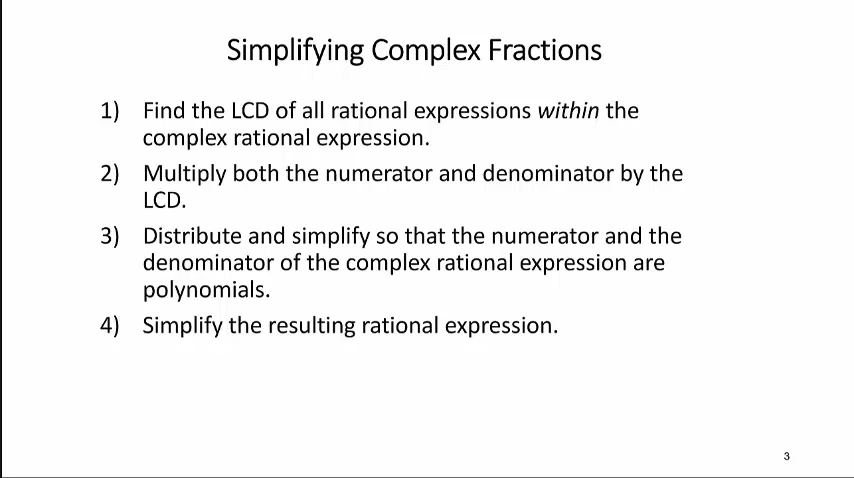 Simplifying Complex Fractions
1) Find the LCD of all rational expressions within the
complex rational expression.
2) Multiply both the numerator and denominator by the
LCD.
3) Distribute and simplify so that the numerator and the
denominator of the complex rational expression are
polynomials.
4) Simplify the resulting rational expression.
3